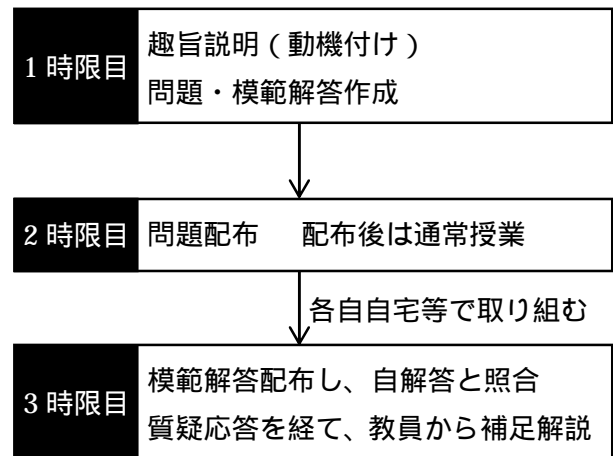 1時限目
趣旨説明(動機付け)
問題・模範解答作成
2時限目
問題配布　配布後は通常授業
各自自宅等で取り組む
3時限目
模範解答配布し、自解答と照合
質疑応答を経て、教員から補足解説